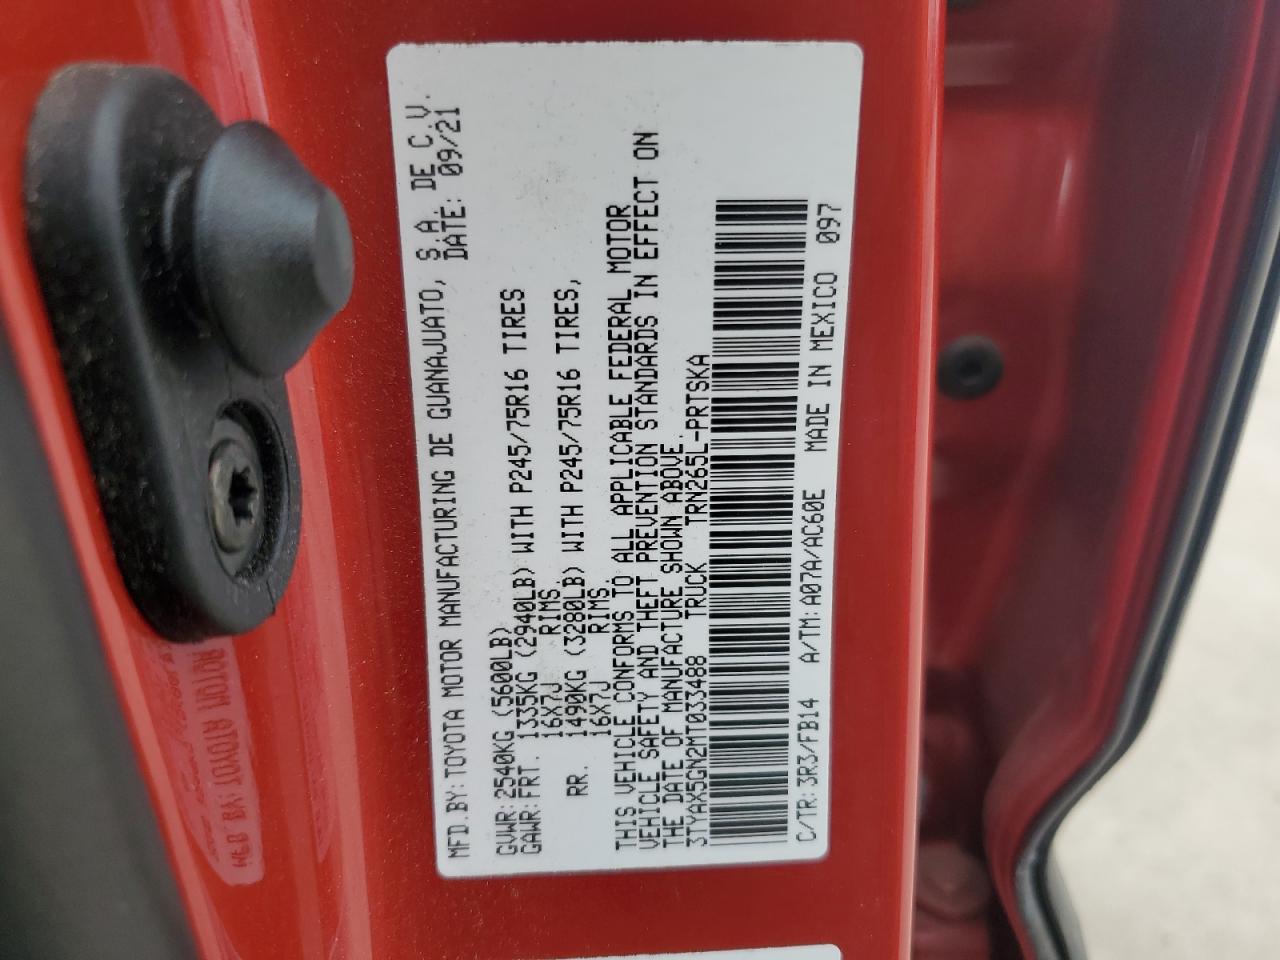 MFD.BY: TOYOTA MOTOR MANUFACTURING DE GUANAJUATO, S.A. DE C.V.
DATE: 09/21
GVWR: 2540KG (5600LB)
GAWR: FRT. 1335KG (2940LB) WITH P245/75R16 TIRES
16X7J RIMS.
RR. 1490KG (3280LB) WITH P245/75R16 TIRES,
16X7J RIMS.
THIS VEHICLE CONFORMS TO ALL APPLICABLE FEDERAL MOTOR
VEHICLE SAFETY AND THEFT PREVENTION STANDARDS IN EFFECT ON
THE DATE OF MANUFACTURE SHOWN ABOVE.
3TYAX5GN2MT033488 TRUCK TRN265L-PRTSKA
C/TR: 3R3/FB14 A/TM: A07A/AC60E MADE IN MEXICO 097